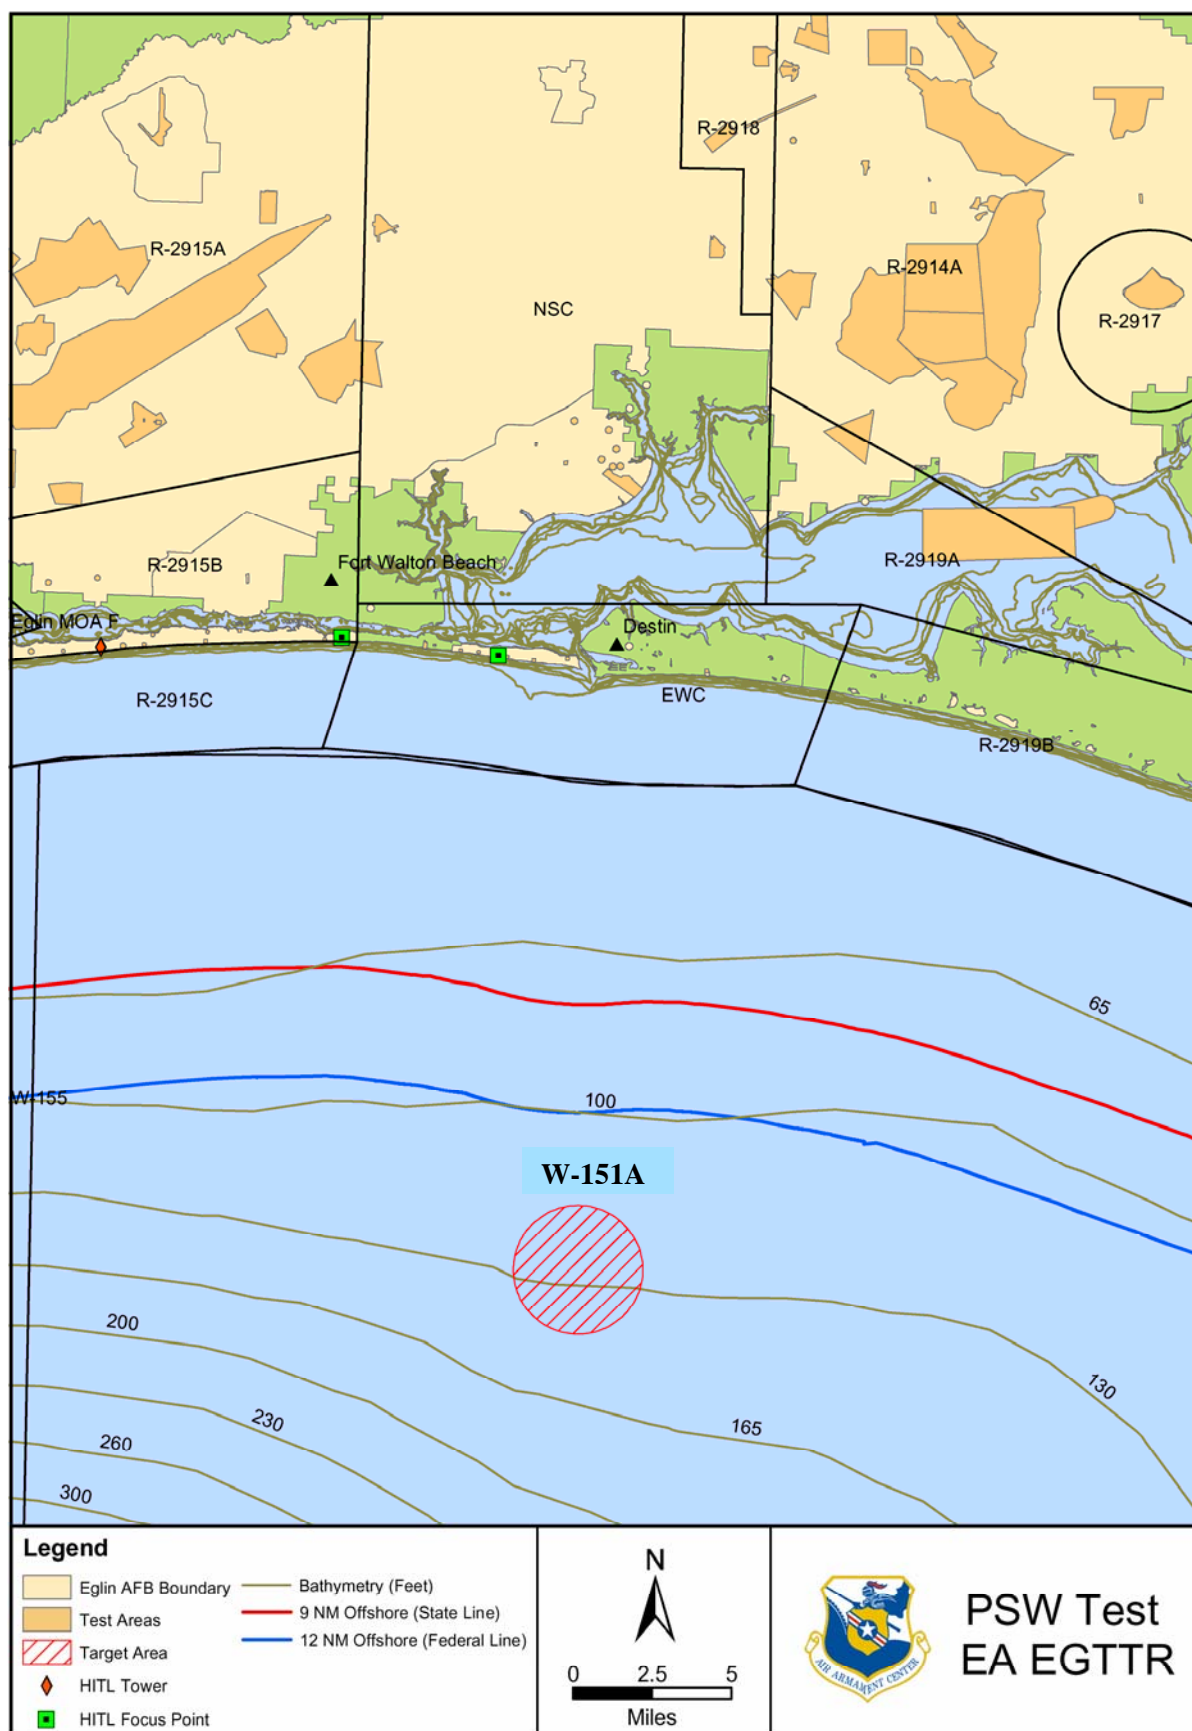 R-2918
R-2915A
R-2914A
NSC
R-2917
R-2915B
Fort Walton Beach
R-2919A
Eglin MOA F
Destin
R-2915C
EWC
R-2919B
65
W-155
100
W-151A
200
130
230
165
260
300
Legend
Eglin AFB Boundary
Test Areas
Target Area
HITL Tower
HITL Focus Point
Bathymetry (Feet)
9 NM Offshore (State Line)
12 NM Offshore (Federal Line)
N
0 2.5 5
Miles
AIR ARMAMENT CENTER
PSW Test
EA EGTTR